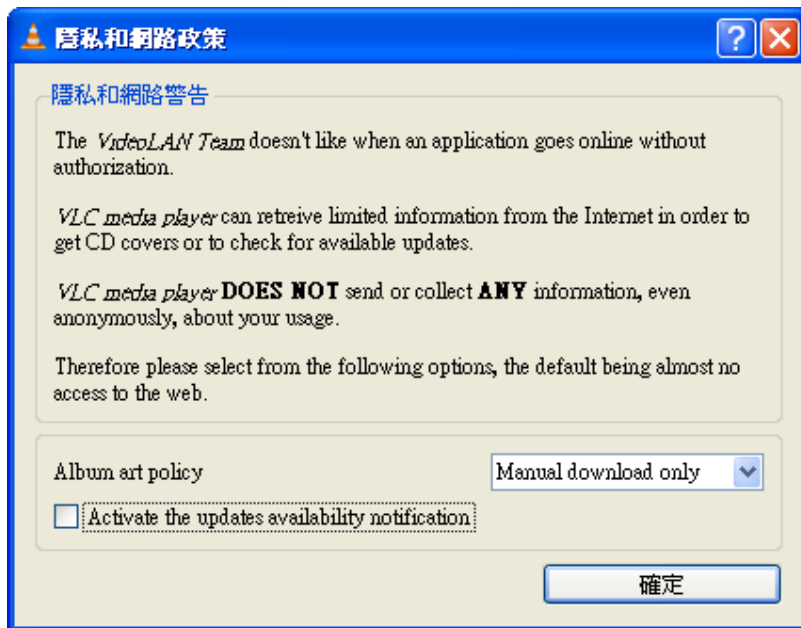 隱私和網路政策
隱私和網路警告
The VideoLAN Team doesn't like when an application goes online without
authorization.
VLC media player can retreive limited information from the Internet in order to
get CD covers or to check for available updates.
VLC media player DOES NOT send or collect ANY information, even
anonymously, about your usage.
Therefore please select from the following options, the default being almost no
access to the web.
Album art policy
Manual download only
Activate the updates availability notification
確定